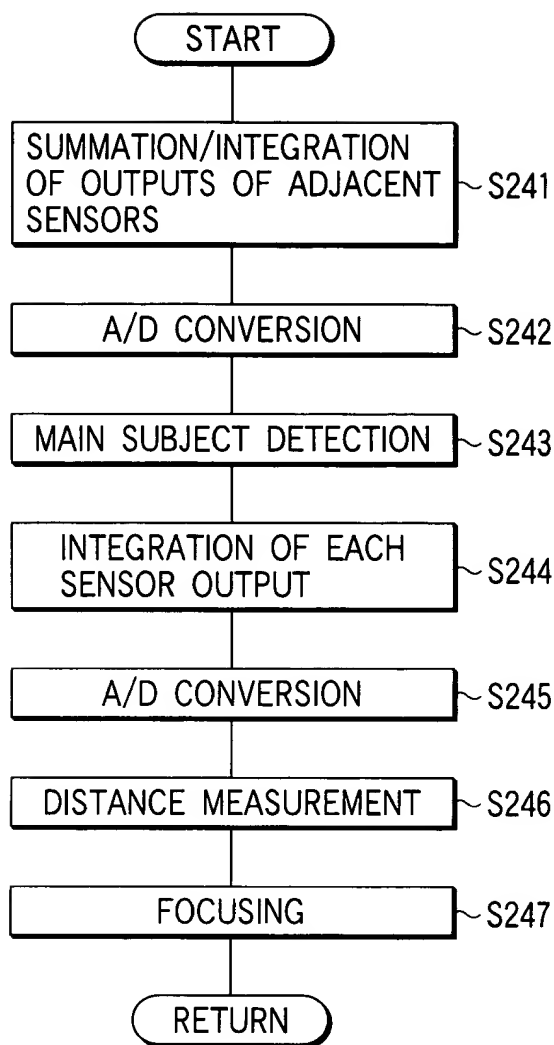 START
SUMMATION/INTEGRATION
OF OUTPUTS OF ADJACENT
SENSORS
S241
A/D CONVERSION
S242
MAIN SUBJECT DETECTION
S243
INTEGRATION OF EACH
SENSOR OUTPUT
S244
A/D CONVERSION
S245
DISTANCE MEASUREMENT
S246
FOCUSING
S247
RETURN